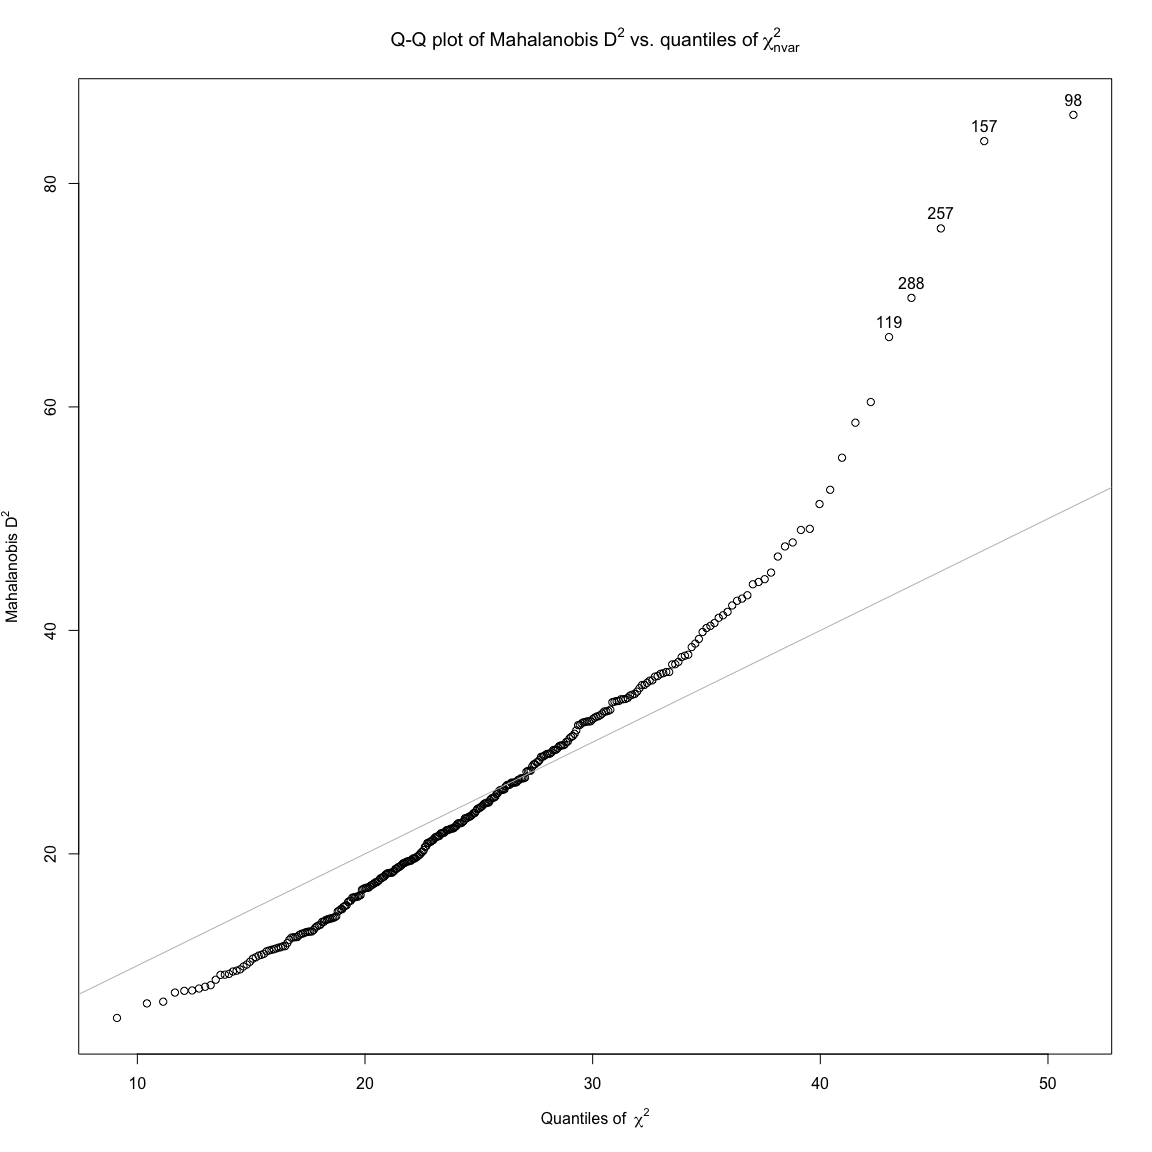 Q-Q plot of Mahalanobis D² vs. quantiles of χ²nvar
98
157
80
257
288
119
60
Mahalanobis D²
40
20
10 20 30 40 50
Quantiles of χ²